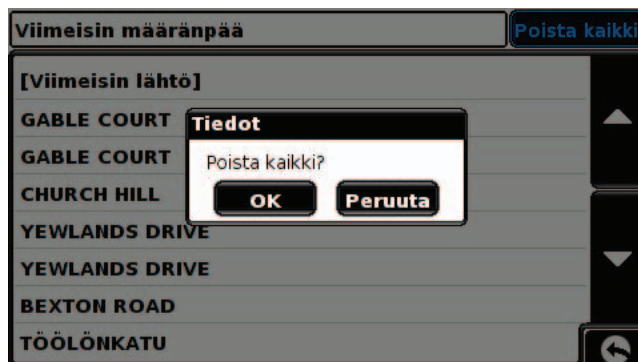 Viimeisin määränpää
Poista kaikki
[Viimeisin lähtö]
GABLE COURT
GABLE COURT
CHURCH HILL
YEWLANDS DRIVE
YEWLANDS DRIVE
BEXTON ROAD
TÖÖLÖNKATU
Tiedot
Poista kaikki?
OK
Peruuta